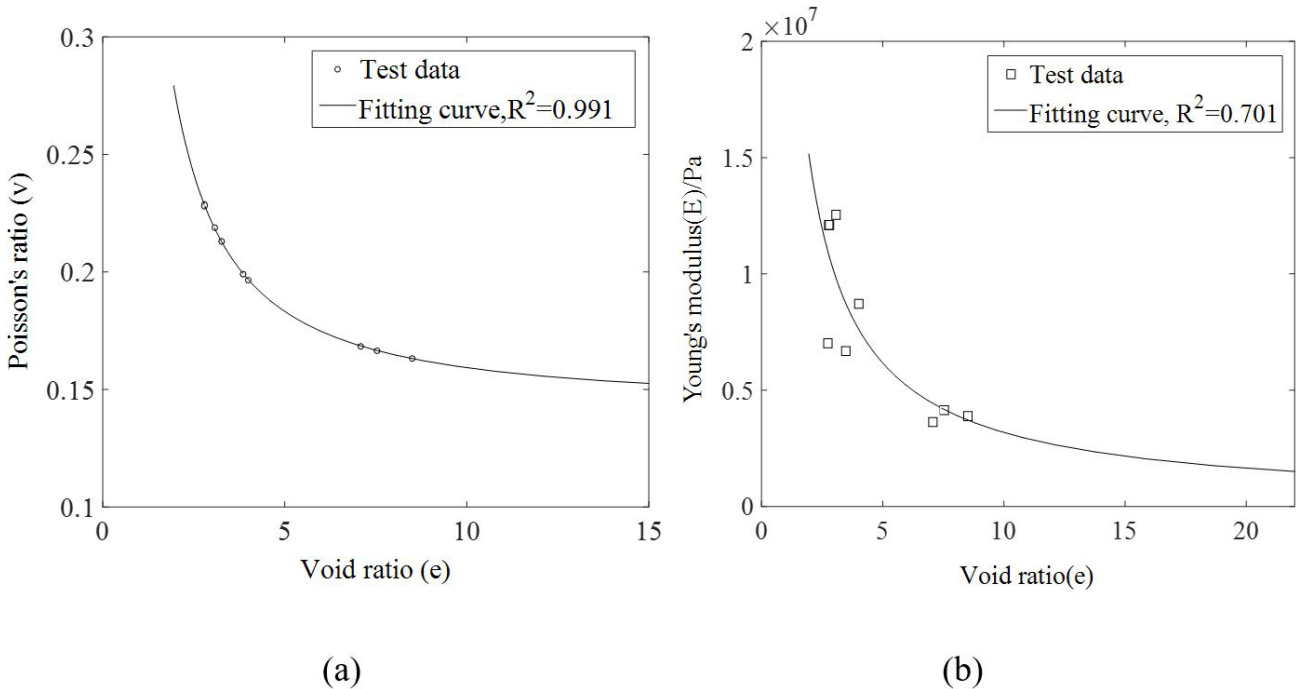 0.3
0.25
0.2
0.15
0.1
0
5
10
15
Poisson's ratio (v)
Void ratio (e)
Test data
Fitting curve,R²=0.991
(a)
×10⁷
2
1.5
1
0.5
0
0
5
10
15
20
Young's modulus(E)/Pa
Void ratio(e)
Test data
Fitting curve, R²=0.701
(b)